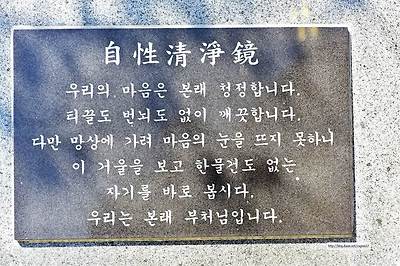 自性清淨鏡
우리의 마음은 본래 청정합니다.
티끌도 번뇌도 없이 깨끗합니다.
다만 망상에 가려 마음의 눈을 뜨지 못하니
이 거울을 보고 한물건도 없는
자기를 바로 봅시다.
우리는 본래 부처님입니다.